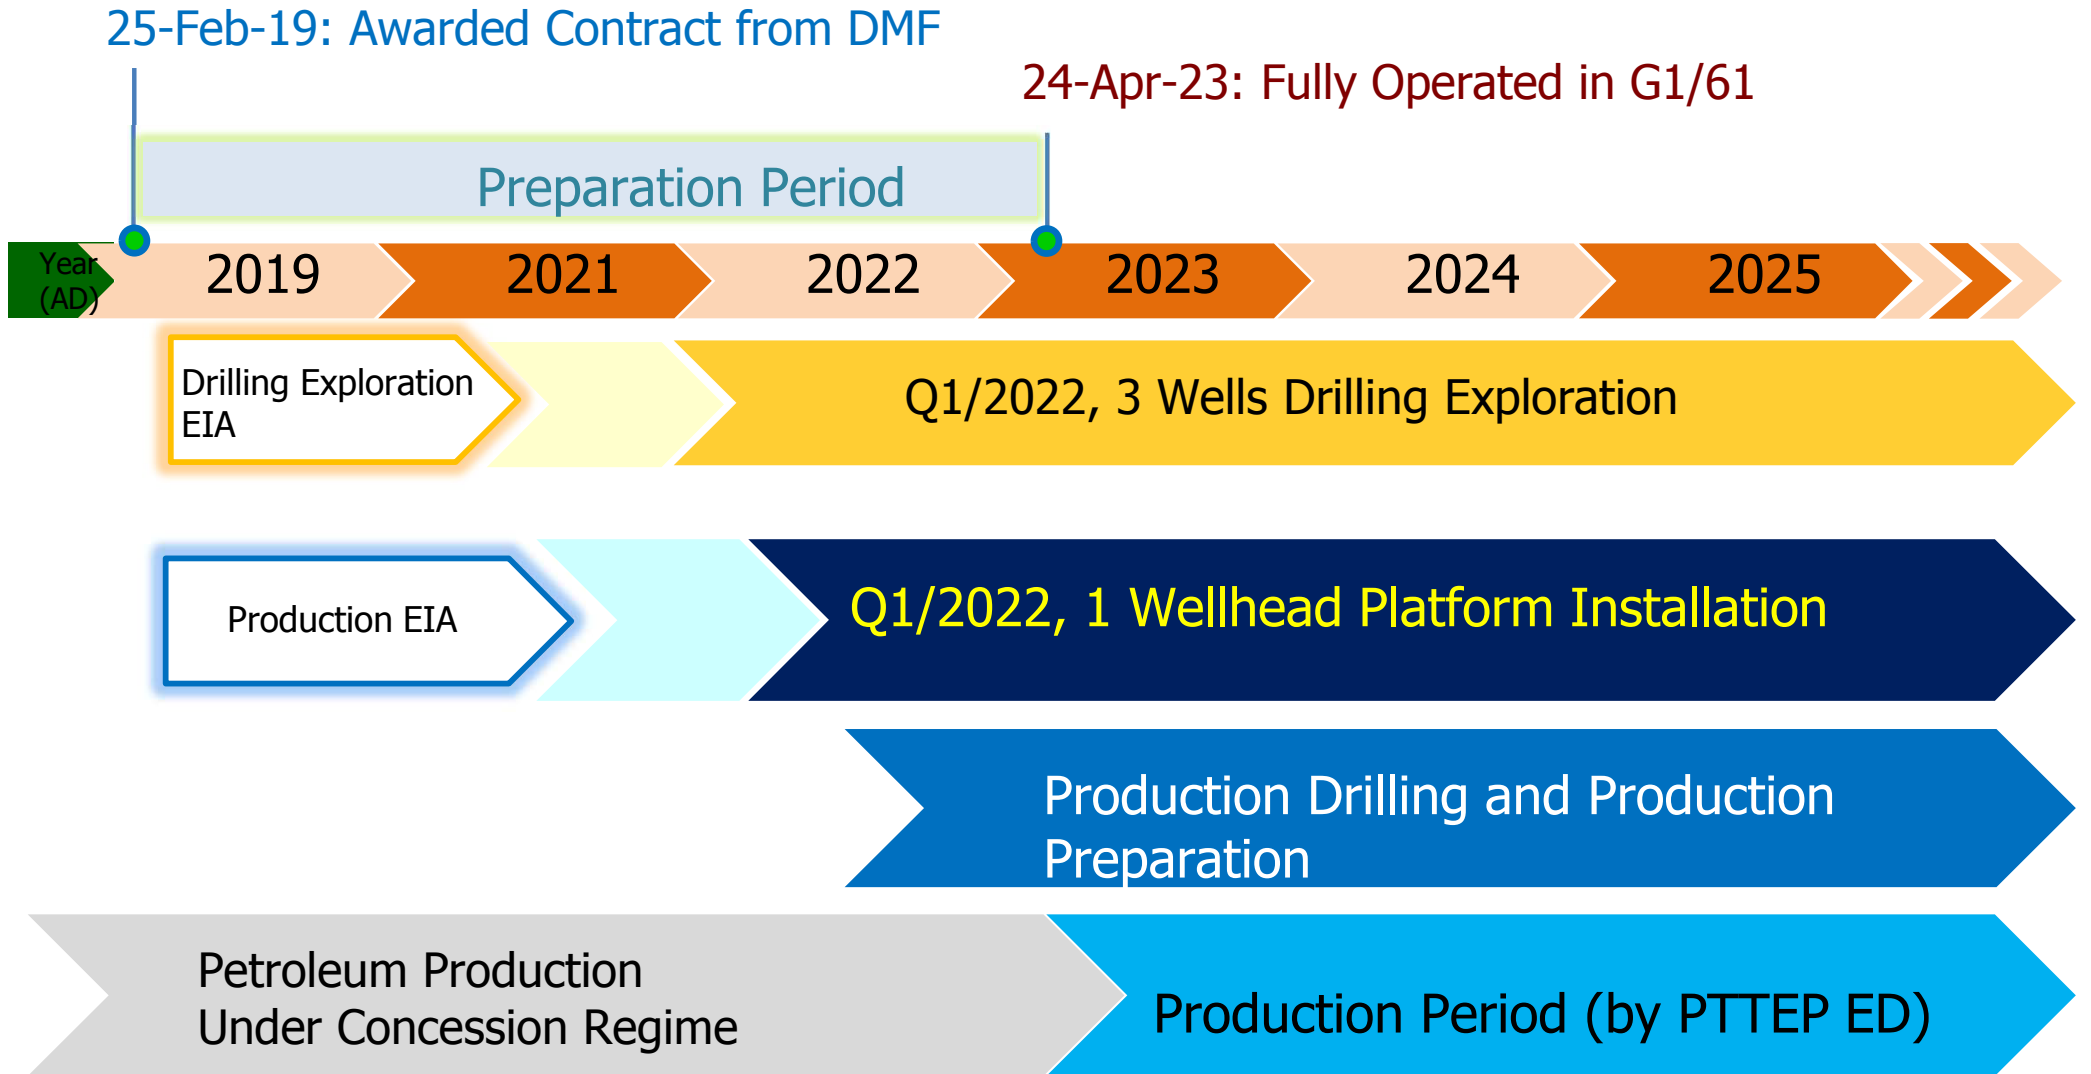 25-Feb-19: Awarded Contract from DMF
24-Apr-23: Fully Operated in G1/61
Preparation Period
Year
(AD)
2019
2021
2022
2023
2024
2025
Drilling Exploration
EIA
Q1/2022, 3 Wells Drilling Exploration
Production EIA
Q1/2022, 1 Wellhead Platform Installation
Production Drilling and Production
Preparation
Petroleum Production
Under Concession Regime
Production Period (by PTTEP ED)